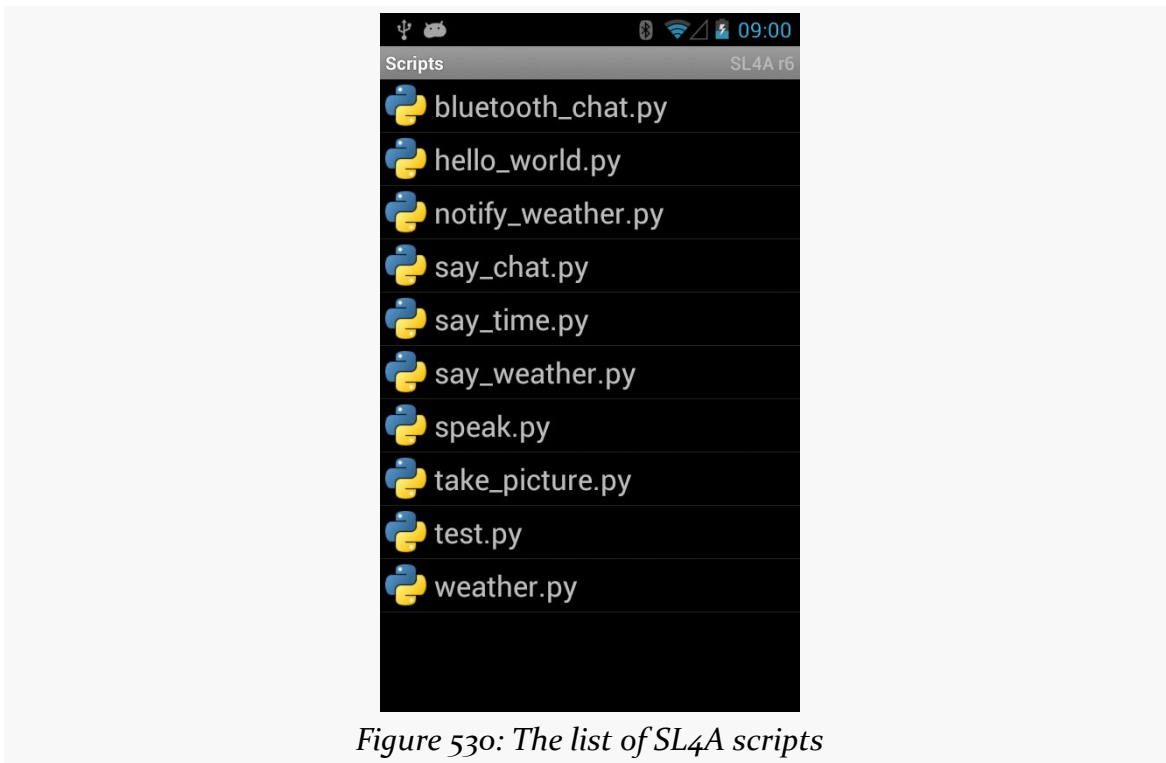 09:00
Scripts SL4A r6
bluetooth_chat.py
hello_world.py
notify_weather.py
say_chat.py
say_time.py
say_weather.py
speak.py
take_picture.py
test.py
weather.py
Figure 530: The list of SL4A scripts